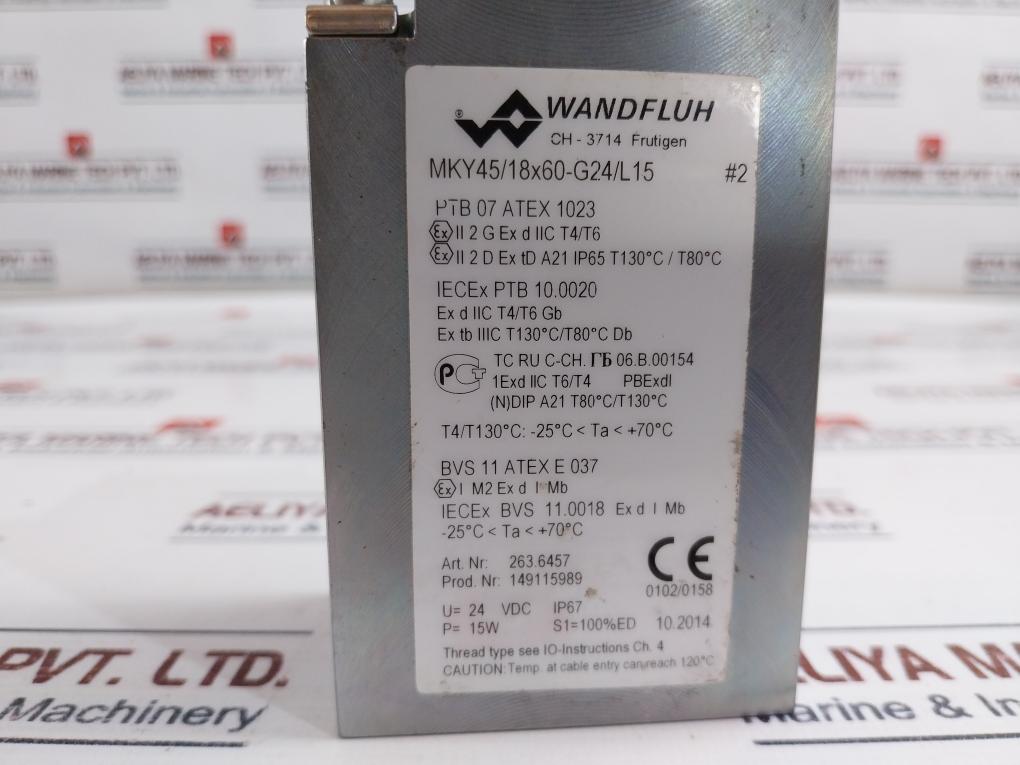 WANDFLUH
®
CH - 3714 Frutigen
MKY45/18x60-G24/L15 #2
PTB 07 ATEX 1023
Ex II 2 G Ex d IIC T4/T6
Ex II 2 D Ex tD A21 IP65 T130°C / T80°C
IECEx PTB 10.0020
Ex d IIC T4/T6 Gb
Ex tb IIIC T130°C/T80°C Db
TC RU C-CH. ГБ 06.B.00154
1Exd IIC T6/T4 PBExdI
(N)DIP A21 T80°C/T130°C
T4/T130°C: -25°C < Ta < +70°C
BVS 11 ATEX E 037
Ex I M2 Ex d I Mb
IECEx BVS 11.0018 Ex d I Mb
-25°C < Ta < +70°C
Art. Nr: 263.6457
Prod. Nr: 149115989
CE
0102/0158
U= 24 VDC IP67
P= 15W S1=100%ED 10.2014
Thread type see IO-Instructions Ch. 4
CAUTION: Temp. at cable entry can reach 120°C
PVT. LTD.
Machinery
AELIYA M
Marine & In